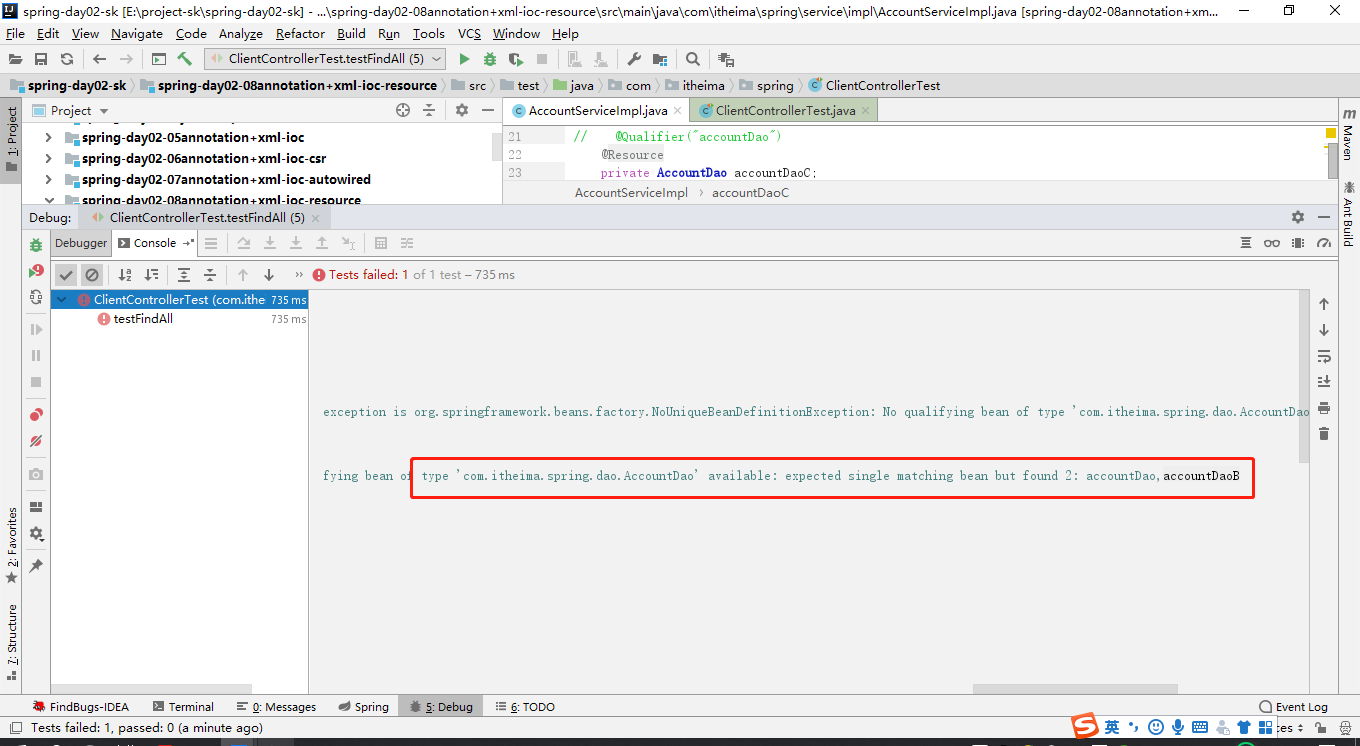 spring-day02-sk [E:\project-sk\spring-day02-sk] - ...\spring-day02-08annotation+xml-ioc-resource\src\main\java\com\itheima\spring\service\impl\AccountServiceImpl.java [spring-day02-08annotation+xm...
File Edit View Navigate Code Analyze Refactor Build Run Tools VCS Window Help
ClientControllerTest.testFindAll (5)
spring-day02-sk spring-day02-08annotation+xml-ioc-resource src test java com itheima spring ClientControllerTest
1: Project
Project
AccountServiceImpl.java
ClientControllerTest.java
Maven
Ant Build
spring-day02-05annotation+xml-ioc
spring-day02-06annotation+xml-ioc-csr
spring-day02-07annotation+xml-ioc-autowired
spring-day02-08annotation+xml-ioc-resource
21 // @Qualifier("accountDao")
22 @Resource
23 private AccountDao accountDaoC;
AccountServiceImpl › accountDaoC
Debug: ClientControllerTest.testFindAll (5)
Debugger Console
Tests failed: 1 of 1 test – 735 ms
ClientControllerTest (com.ithe 735 ms
testFindAll 735 ms
exception is org.springframework.beans.factory.NoUniqueBeanDefinitionException: No qualifying bean of type 'com.itheima.spring.dao.AccountDao
fying bean of type 'com.itheima.spring.dao.AccountDao' available: expected single matching bean but found 2: accountDao,accountDaoB
2: Favorites
7: Structure
FindBugs-IDEA Terminal 0: Messages Spring 5: Debug 6: TODO Event Log
Tests failed: 1, passed: 0 (a minute ago)
英
ces